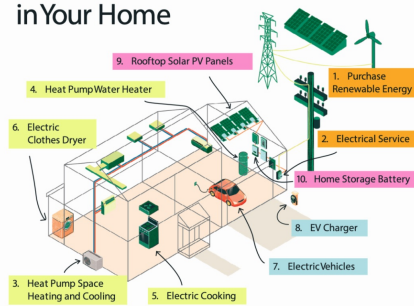 in Your Home
9. Rooftop Solar PV Panels
4. Heat Pump Water Heater
1. Purchase
Renewable Energy
6. Electric
Clothes Dryer
2. Electrical Service
10. Home Storage Battery
8. EV Charger
7. Electric Vehicles
3. Heat Pump Space
Heating and Cooling
5. Electric Cooking